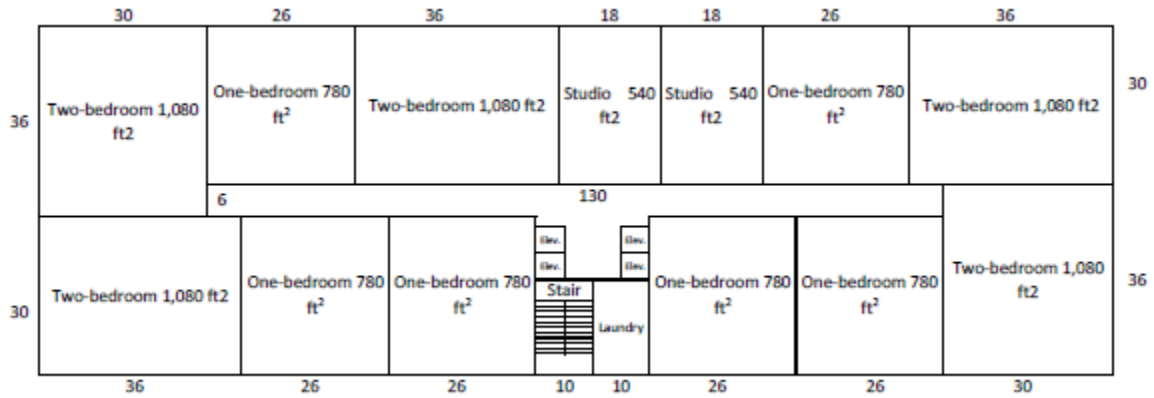 30 26 36 18 18 26 36
Two-bedroom 1,080
ft2
One-bedroom 780
ft²
Two-bedroom 1,080 ft2
Studio 540
ft2
Studio 540
ft2
One-bedroom 780
ft²
Two-bedroom 1,080 ft2
36
30
6
130
Elev.
Elev.
Elev.
Elev.
Two-bedroom 1,080 ft2
One-bedroom 780
ft²
One-bedroom 780
ft²
Stair
Laundry
One-bedroom 780
ft²
One-bedroom 780
ft²
Two-bedroom 1,080
ft2
30
36
36 26 26 10 10 26 26 30